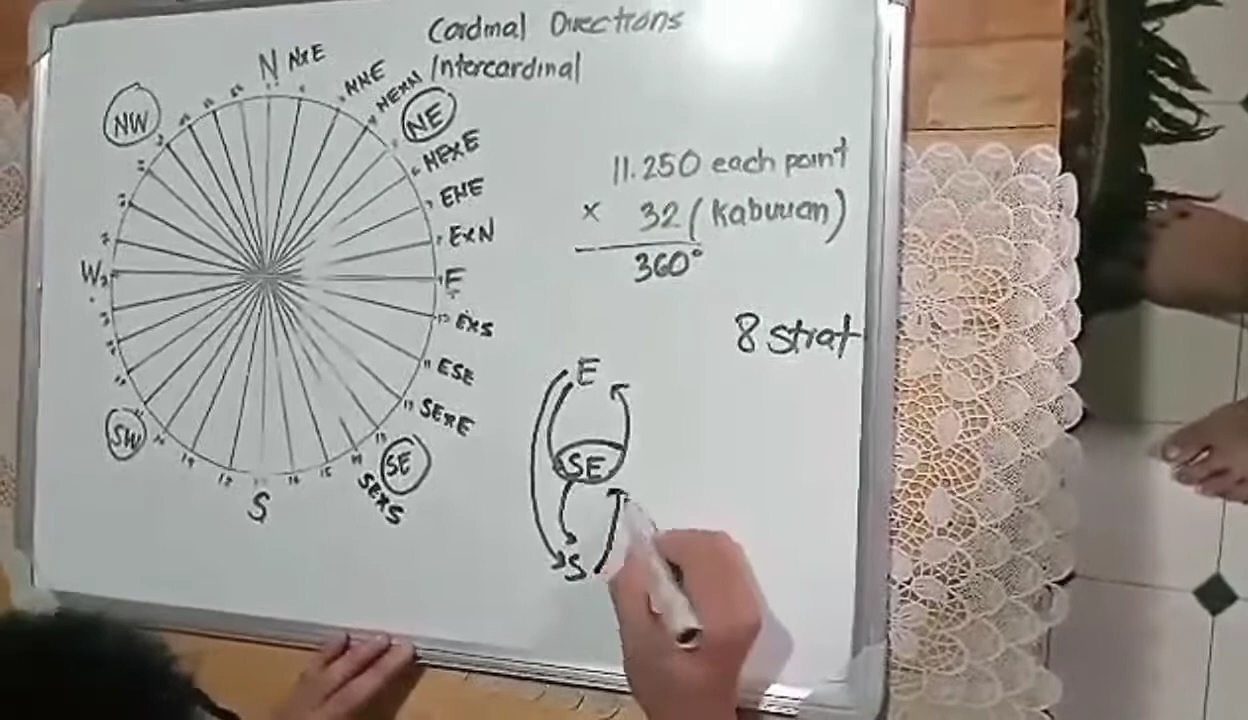 Cardinal Directions
Intercardinal
N
NxE
NNE
NExN
NE
NExE
ENE
ExN
E
ExS
ESE
SExE
SE
SExS
S
SW
W
NW
11.250 each point
x 32 (Kabuuan)
360°
8 strat
E
SE
S